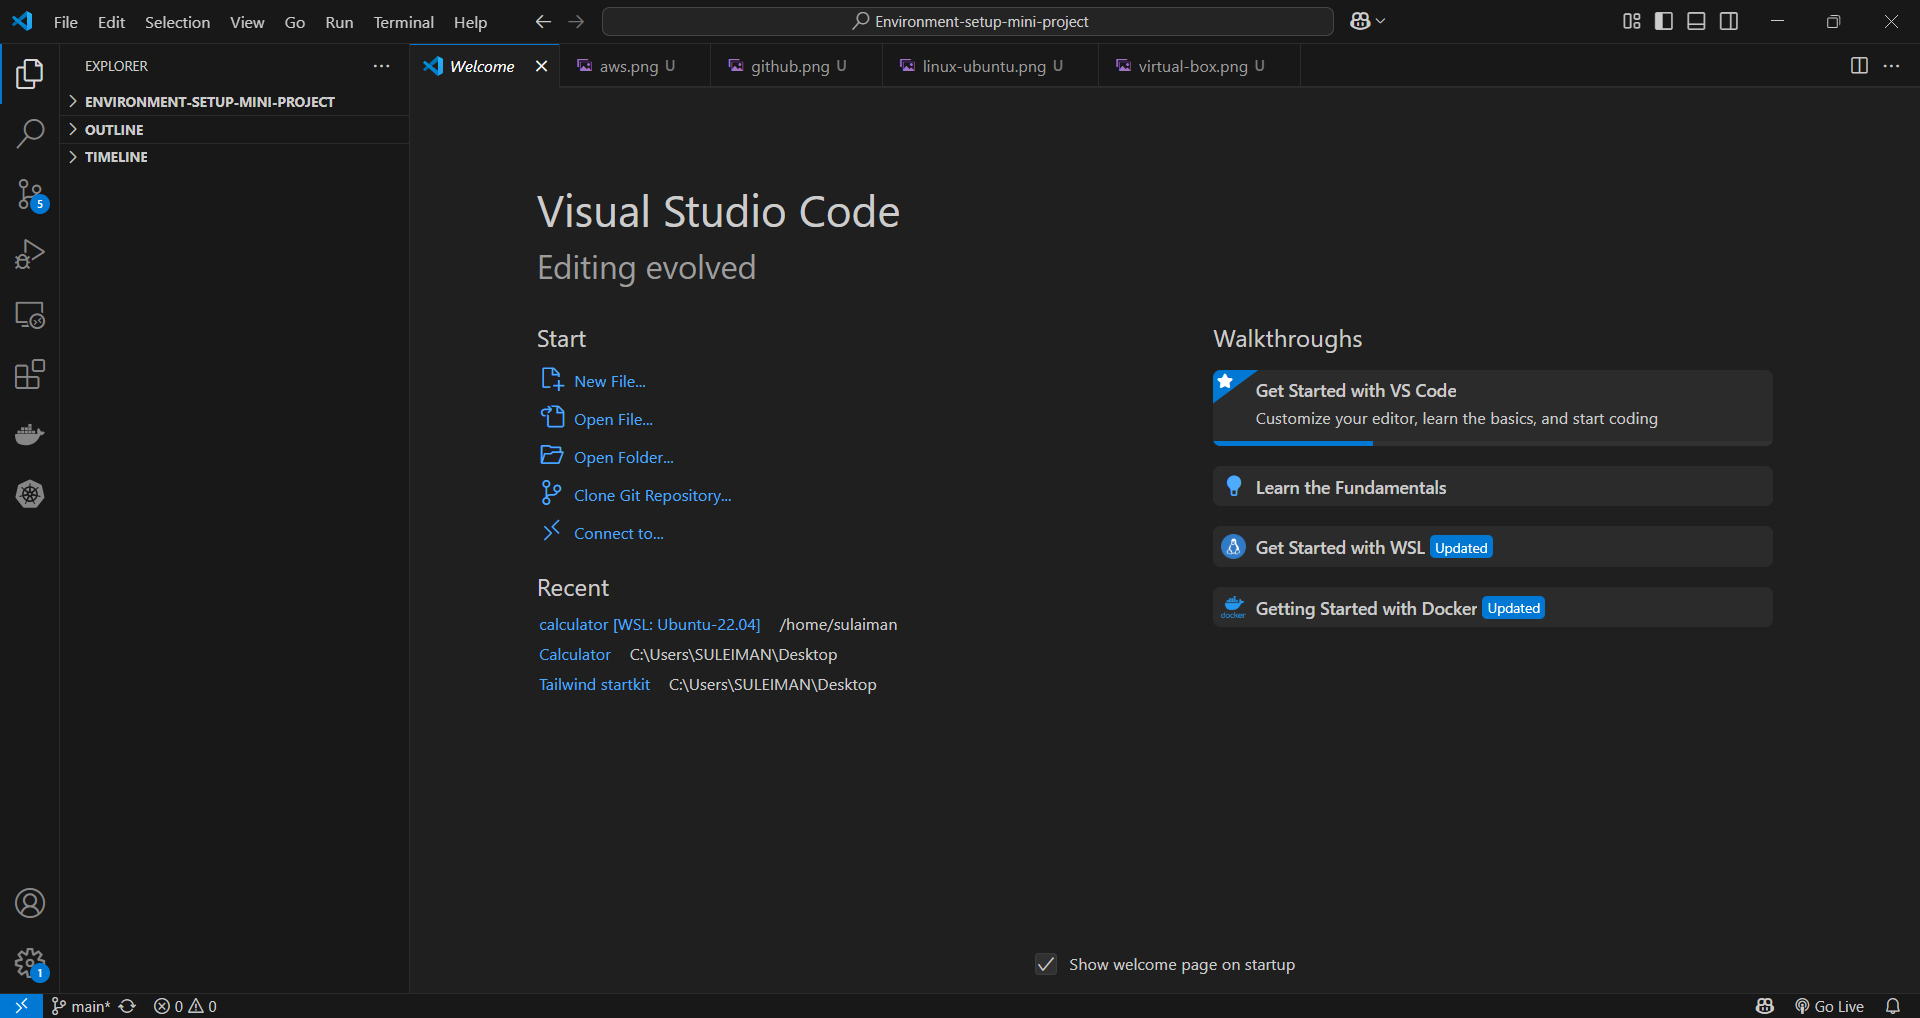 File Edit Selection View Go Run Terminal Help
Environment-setup-mini-project
EXPLORER
ENVIRONMENT-SETUP-MINI-PROJECT
OUTLINE
TIMELINE
5
1
Welcome
aws.png U
github.png U
linux-ubuntu.png U
virtual-box.png U
Visual Studio Code
Editing evolved
Start
New File...
Open File...
Open Folder...
Clone Git Repository...
Connect to...
Recent
calculator [WSL: Ubuntu-22.04] /home/sulaiman
Calculator C:\Users\SULEIMAN\Desktop
Tailwind startkit C:\Users\SULEIMAN\Desktop
Walkthroughs
Get Started with VS Code
Customize your editor, learn the basics, and start coding
Learn the Fundamentals
Get Started with WSL Updated
docker
Getting Started with Docker Updated
Show welcome page on startup
main* 0 0
Go Live